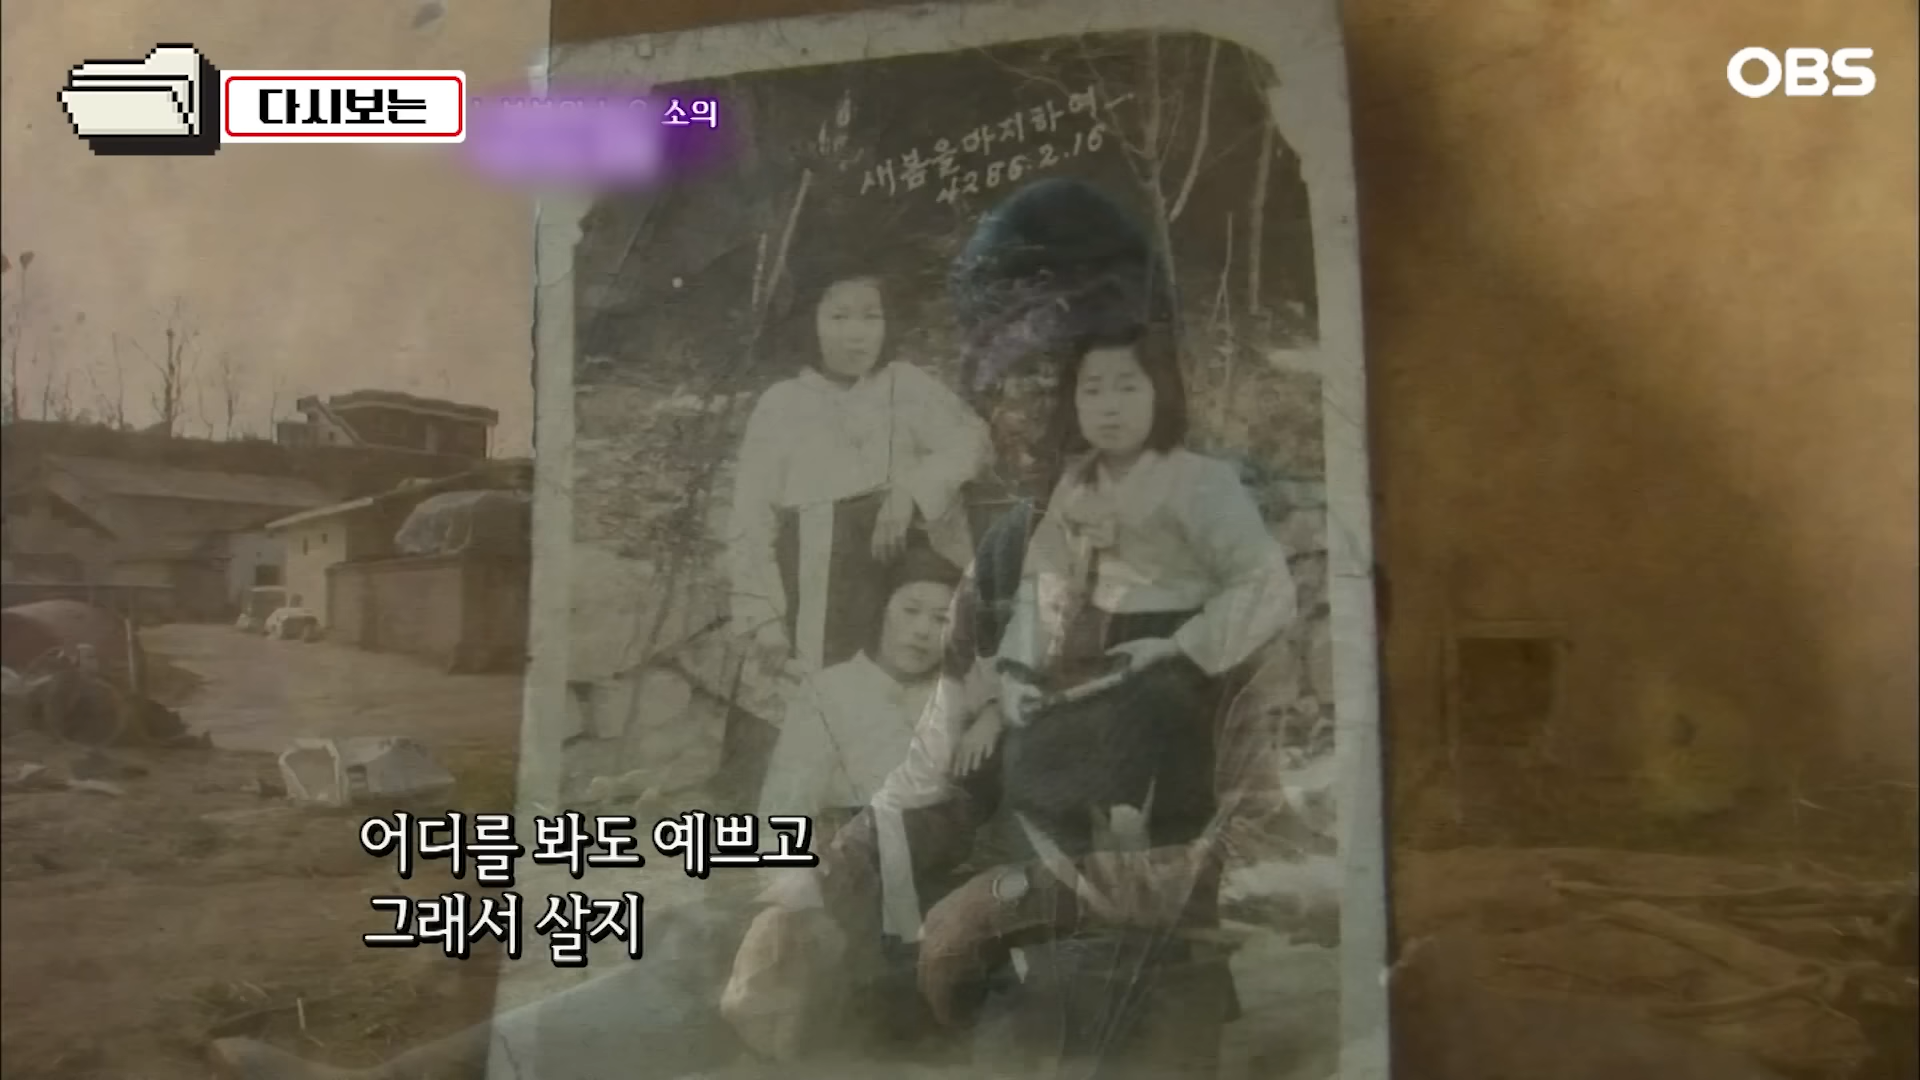 다시보는
소의
OBS
새봄을 마지하여
4286.2.16
어디를 봐도 예쁘고
그래서 살지